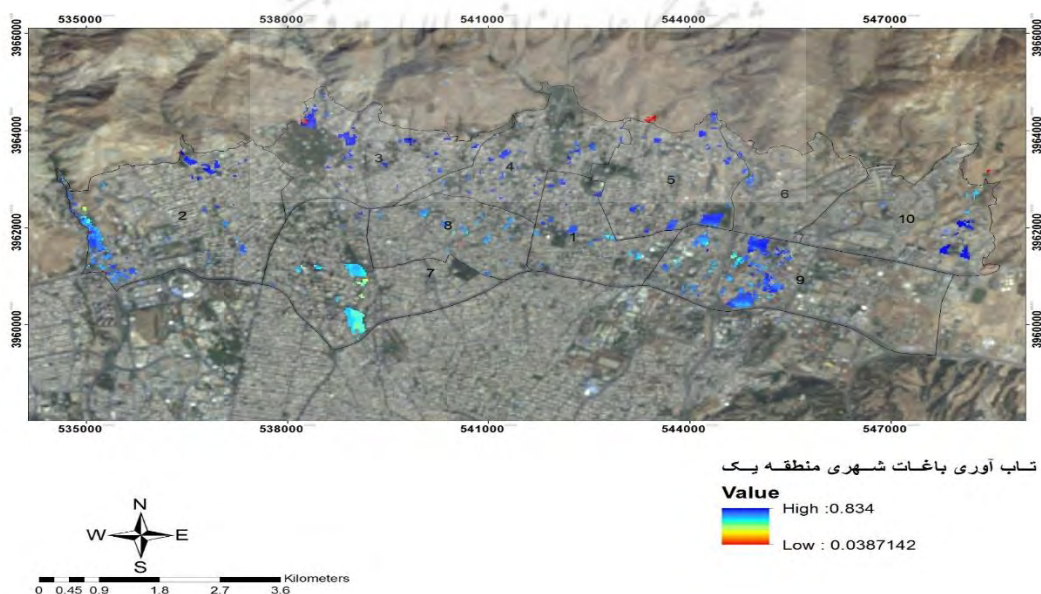 535000 538000 541000 544000 547000
3966000 3966000
3964000 3964000
3962000 3962000
3960000 3960000
3 4 5 6
2 8 1 10
7 9
535000 538000 541000 544000 547000
تاب آوری باغات شهری منطقه یک
Value
High :0.834
Low : 0.0387142
N
W E
S
Kilometers
0 0.45 0.9 1.8 2.7 3.6